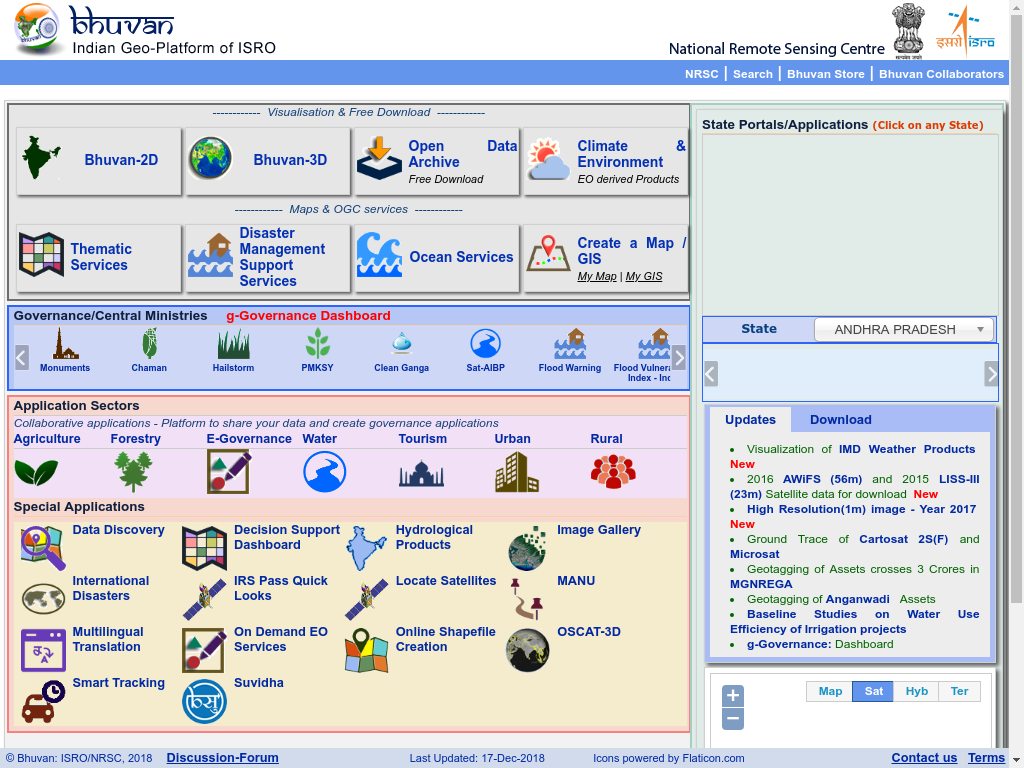 bhuvan
Indian Geo-Platform of ISRO
National Remote Sensing Centre
इसरो isro
NRSC | Search | Bhuvan Store | Bhuvan Collaborators
------------ Visualisation & Free Download ------------
Bhuvan-2D
Bhuvan-3D
Open Data
Archive
Free Download
Climate &
Environment
EO derived Products
------------ Maps & OGC services ------------
Thematic
Services
Disaster
Management
Support
Services
Ocean Services
Create a Map /
GIS
My Map | My GIS
Governance/Central Ministries g-Governance Dashboard
Monuments
Chaman
Hailstorm
PMKSY
Clean Ganga
Sat-AIBP
Flood Warning
Flood Vulnera
Index - Inc
Application Sectors
Collaborative applications - Platform to share your data and create governance applications
Agriculture
Forestry
E-Governance
Water
Tourism
Urban
Rural
Special Applications
Data Discovery
Decision Support
Dashboard
Hydrological
Products
Image Gallery
International
Disasters
IRS Pass Quick
Looks
Locate Satellites
MANU
Multilingual
Translation
On Demand EO
Services
Online Shapefile
Creation
OSCAT-3D
Smart Tracking
Suvidha
State Portals/Applications (Click on any State)
State
ANDHRA PRADESH
Updates
Download
• Visualization of IMD Weather Products
New
• 2016 AWiFS (56m) and 2015 LISS-III
(23m) Satellite data for download New
• High Resolution(1m) image - Year 2017
New
• Ground Trace of Cartosat 2S(F) and
Microsat
• Geotagging of Assets crosses 3 Crores in
MGNREGA
• Geotagging of Anganwadi Assets
• Baseline Studies on Water Use
Efficiency of Irrigation projects
• g-Governance: Dashboard
+
−
Map
Sat
Hyb
Ter
© Bhuvan: ISRO/NRSC, 2018
Discussion-Forum
Last Updated: 17-Dec-2018
Icons powered by Flaticon.com
Contact us
Terms